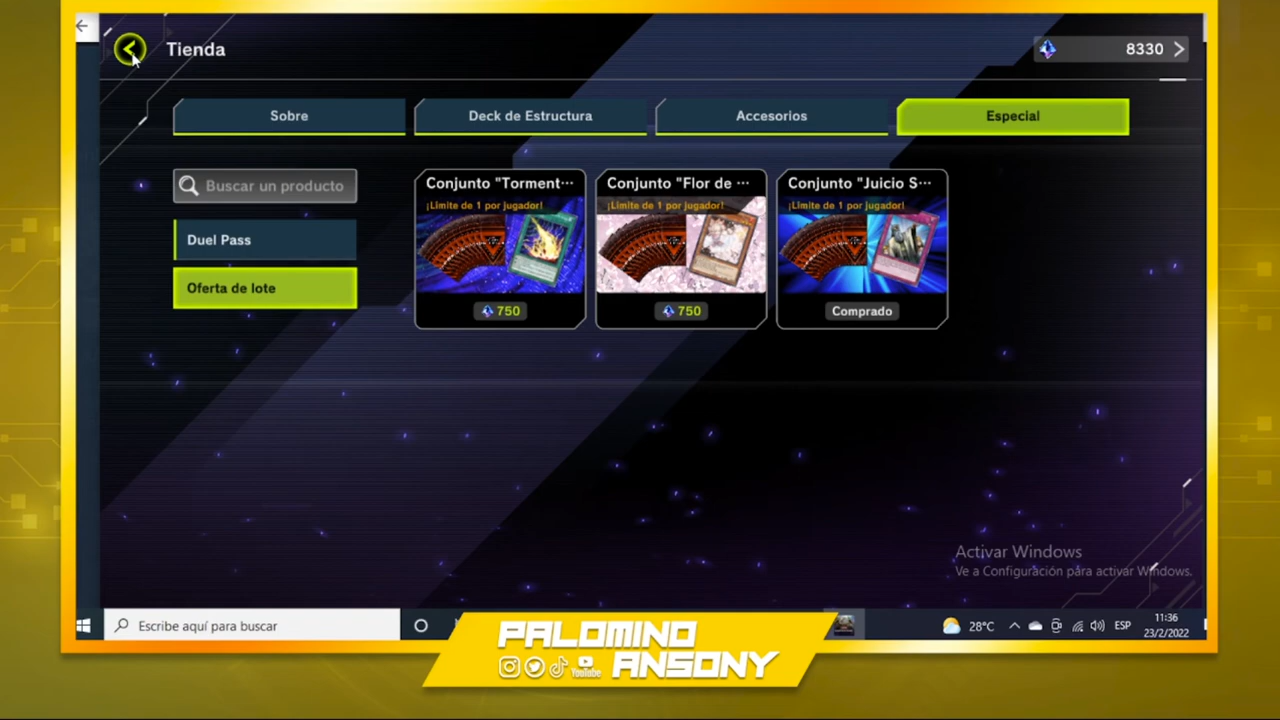 Tienda
8330
Sobre
Deck de Estructura
Accesorios
Especial
Buscar un producto
Duel Pass
Oferta de lote
Conjunto "Torment···
¡Límite de 1 por jugador!
750
Conjunto "Flor de ···
¡Límite de 1 por jugador!
750
Conjunto "Juicio S···
¡Límite de 1 por jugador!
Comprado
Activar Windows
Ve a Configuración para activar Windows.
Escribe aquí para buscar
28°C
ESP
11:36
23/2/2022
PALOMINO
ANSONY
YouTube